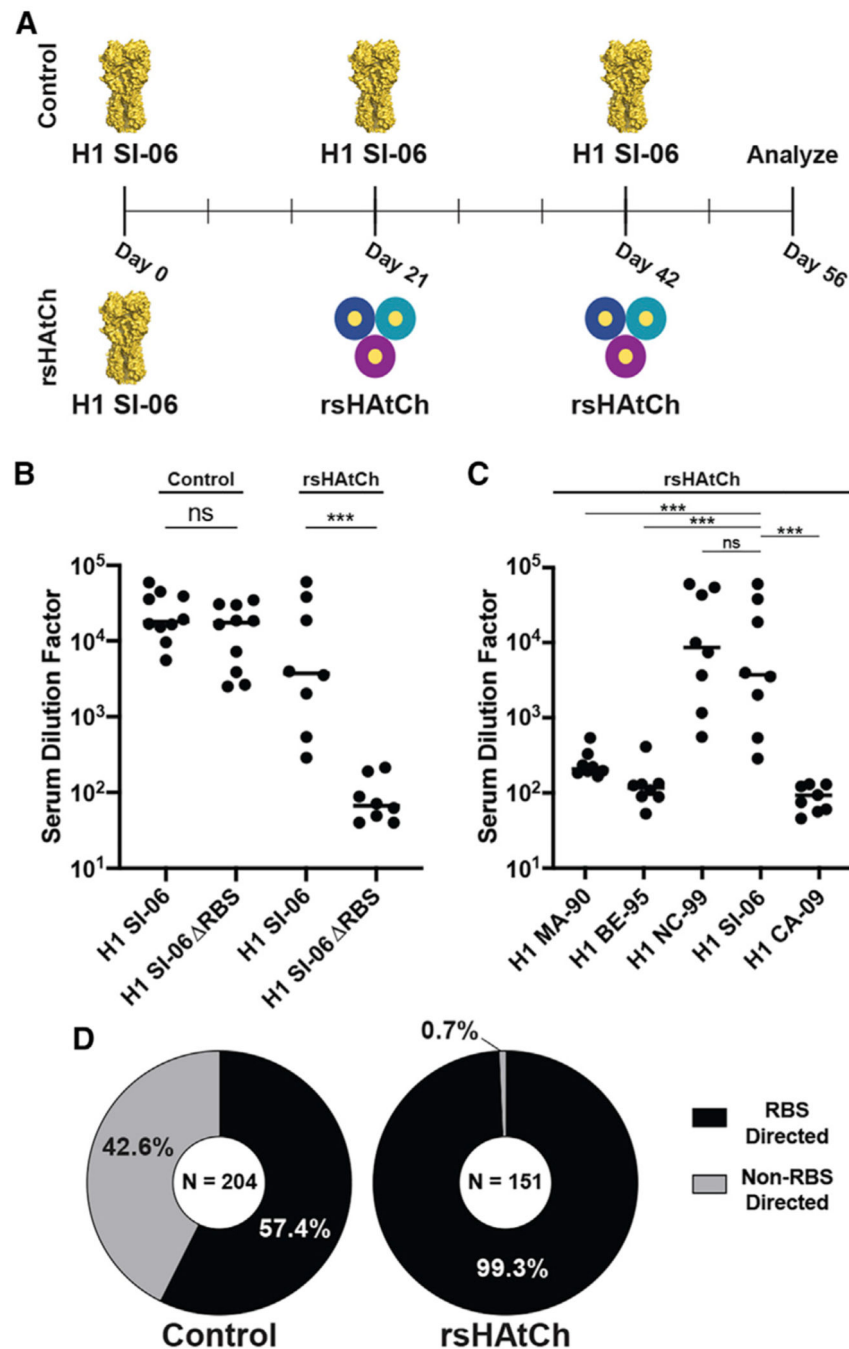 A
Control
H1 SI-06 H1 SI-06 H1 SI-06 Analyze
Day 0 Day 21 Day 42 Day 56
rsHAtCh
H1 SI-06 rsHAtCh rsHAtCh
B
Control rsHAtCh
ns ***
Serum Dilution Factor
10^5
10^4
10^3
10^2
10^1
H1 SI-06
H1 SI-06ΔRBS
H1 SI-06
H1 SI-06ΔRBS
C
rsHAtCh
***
***
ns
***
Serum Dilution Factor
10^5
10^4
10^3
10^2
10^1
H1 MA-90
H1 BE-95
H1 NC-99
H1 SI-06
H1 CA-09
D
42.6%
N = 204
57.4%
Control
0.7%
N = 151
99.3%
rsHAtCh
RBS
Directed
Non-RBS
Directed